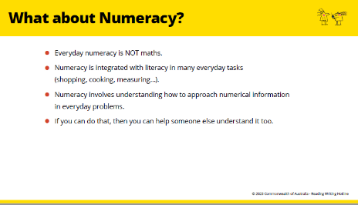 What about Numeracy?
Everyday numeracy is NOT maths.
Numeracy is integrated with literacy in many everyday tasks
(shopping, cooking, measuring...).
Numeracy involves understanding how to approach numerical information
in everyday problems.
If you can do that, then you can help someone else understand it too.
© 2023 Commonwealth of Australia - Reading Writing Hotline